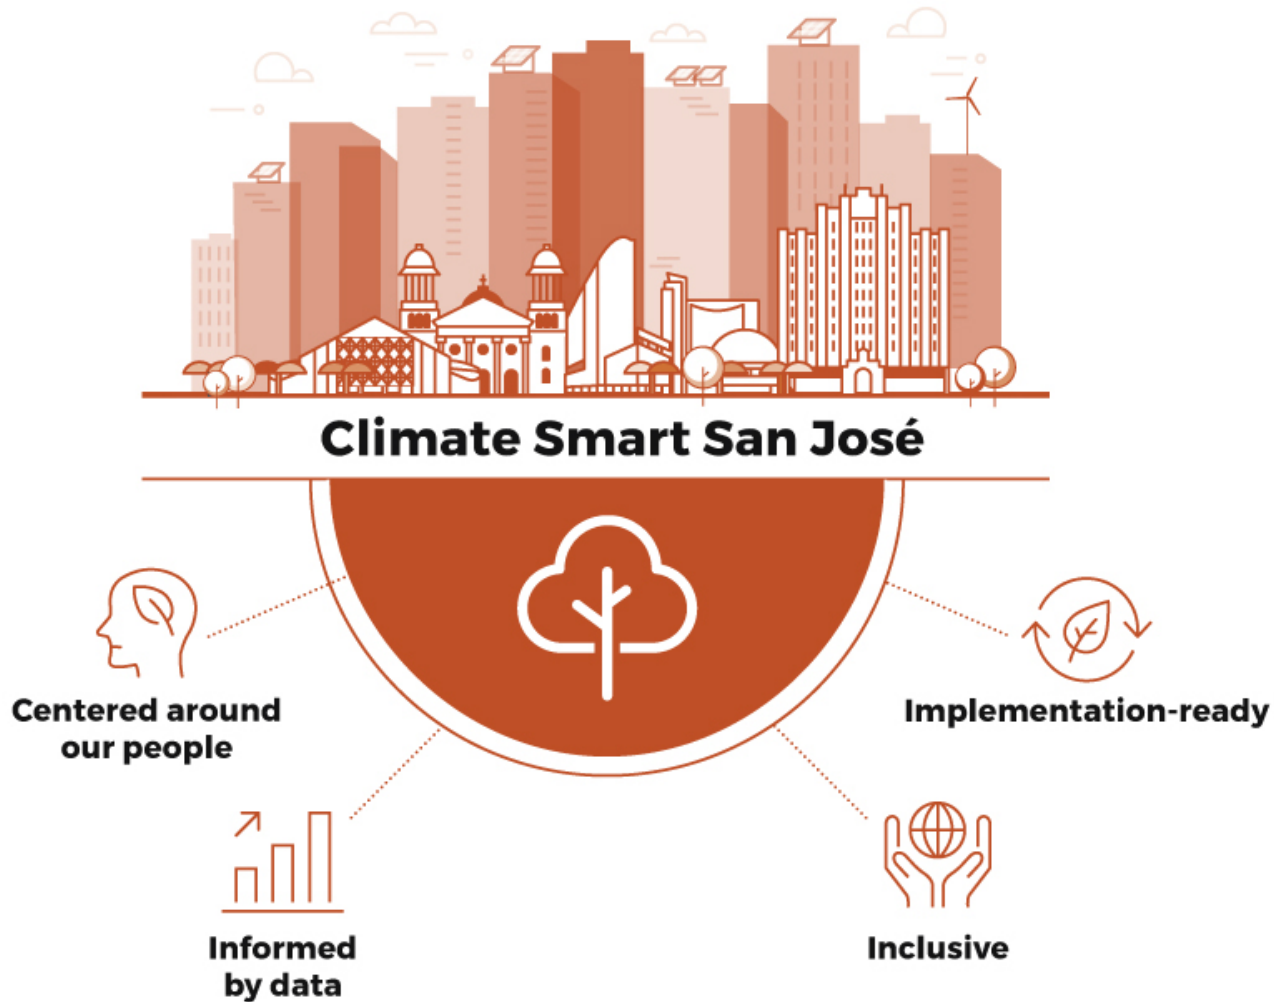 Climate Smart San José
Centered around
our people
Implementation-ready
Informed
by data
Inclusive